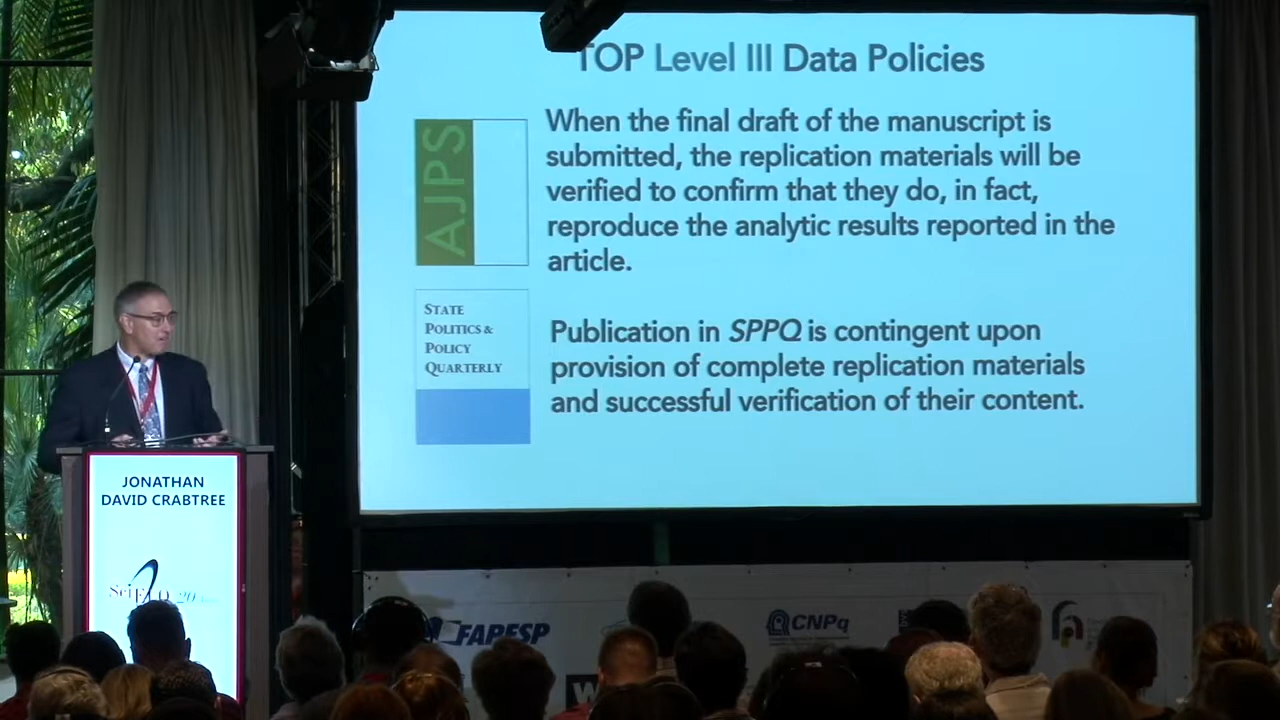 TOP Level III Data Policies
AJPS
When the final draft of the manuscript is
submitted, the replication materials will be
verified to confirm that they do, in fact,
reproduce the analytic results reported in the
article.
STATE
POLITICS &
POLICY
QUARTERLY
Publication in SPPQ is contingent upon
provision of complete replication materials
and successful verification of their content.
JONATHAN
DAVID CRABTREE
SciELO 20
FAPESP
CNPq